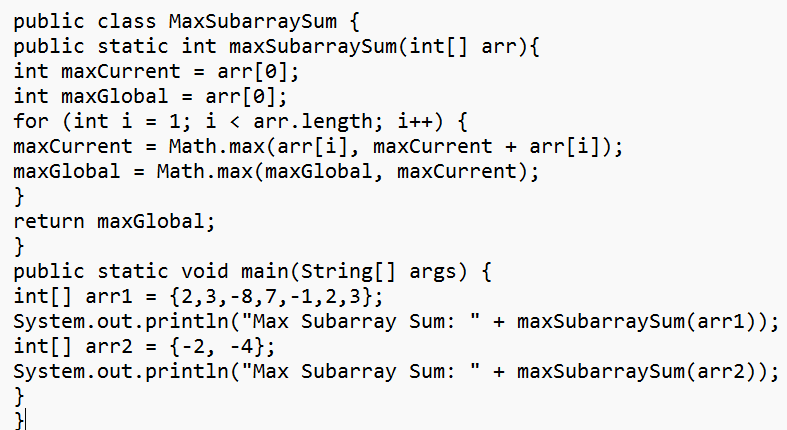 public class MaxSubarraySum {
public static int maxSubarraySum(int[] arr){
int maxCurrent = arr[0];
int maxGlobal = arr[0];
for (int i = 1; i < arr.length; i++) {
maxCurrent = Math.max(arr[i], maxCurrent + arr[i]);
maxGlobal = Math.max(maxGlobal, maxCurrent);
}
return maxGlobal;
}
public static void main(String[] args) {
int[] arr1 = {2,3,-8,7,-1,2,3};
System.out.println("Max Subarray Sum: " + maxSubarraySum(arr1));
int[] arr2 = {-2, -4};
System.out.println("Max Subarray Sum: " + maxSubarraySum(arr2));
}
}